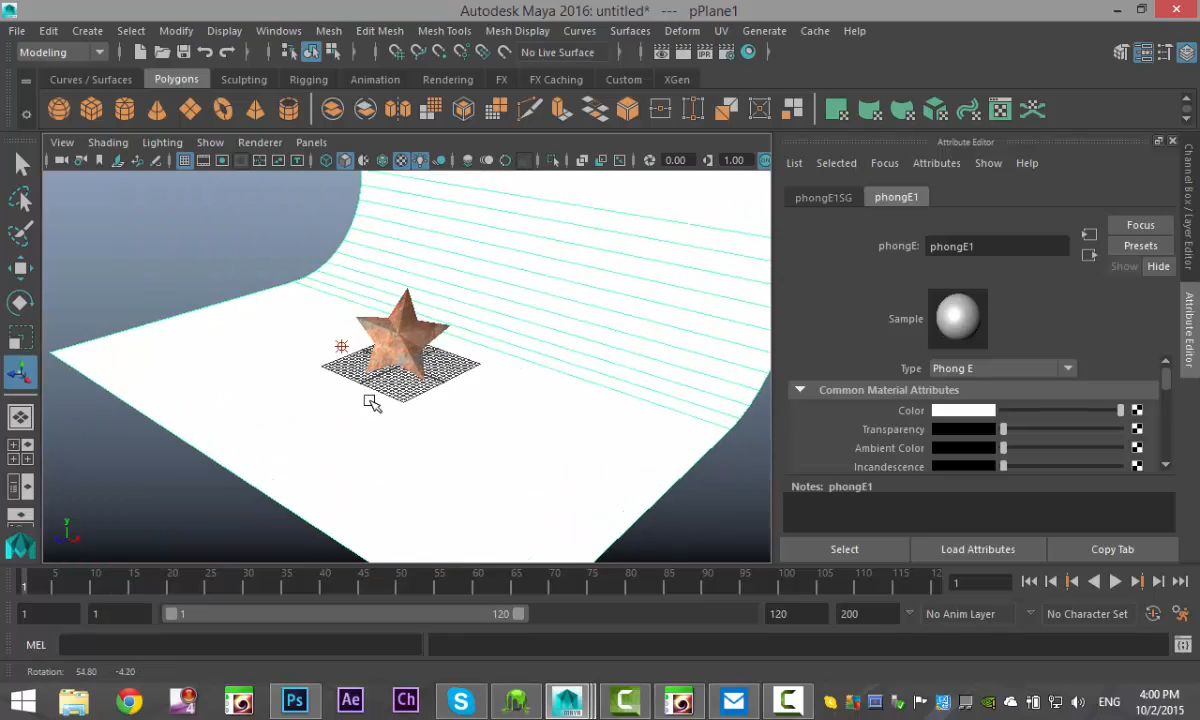 Autodesk Maya 2016: untitled* --- pPlane1
File Edit Create Select Modify Display Windows Mesh Edit Mesh Mesh Tools Mesh Display Curves Surfaces Deform UV Generate Cache Help
Modeling No Live Surface
Curves / Surfaces Polygons Sculpting Rigging Animation Rendering FX FX Caching Custom XGen
View Shading Lighting Show Renderer Panels
0.00 1.00
Attribute Editor
List Selected Focus Attributes Show Help
phongE1SG phongE1
Focus
phongE: phongE1
Presets
Show Hide
Sample
Type Phong E
Common Material Attributes
Color
Transparency
Ambient Color
Incandescence
Notes: phongE1
Select Load Attributes Copy Tab
Channel Box / Layer Editor
Attribute Editor
y
5 10 15 20 25 30 35 40 45 50 55 60 65 70 75 80 85 90 95 100 105 110 115 12
1 1
1 1 1 120 120 200 No Anim Layer No Character Set
MEL
Rotation: 54.80 -4.20
Ps Ae Ch S MAYA C C
ENG
4:00 PM
10/2/2015